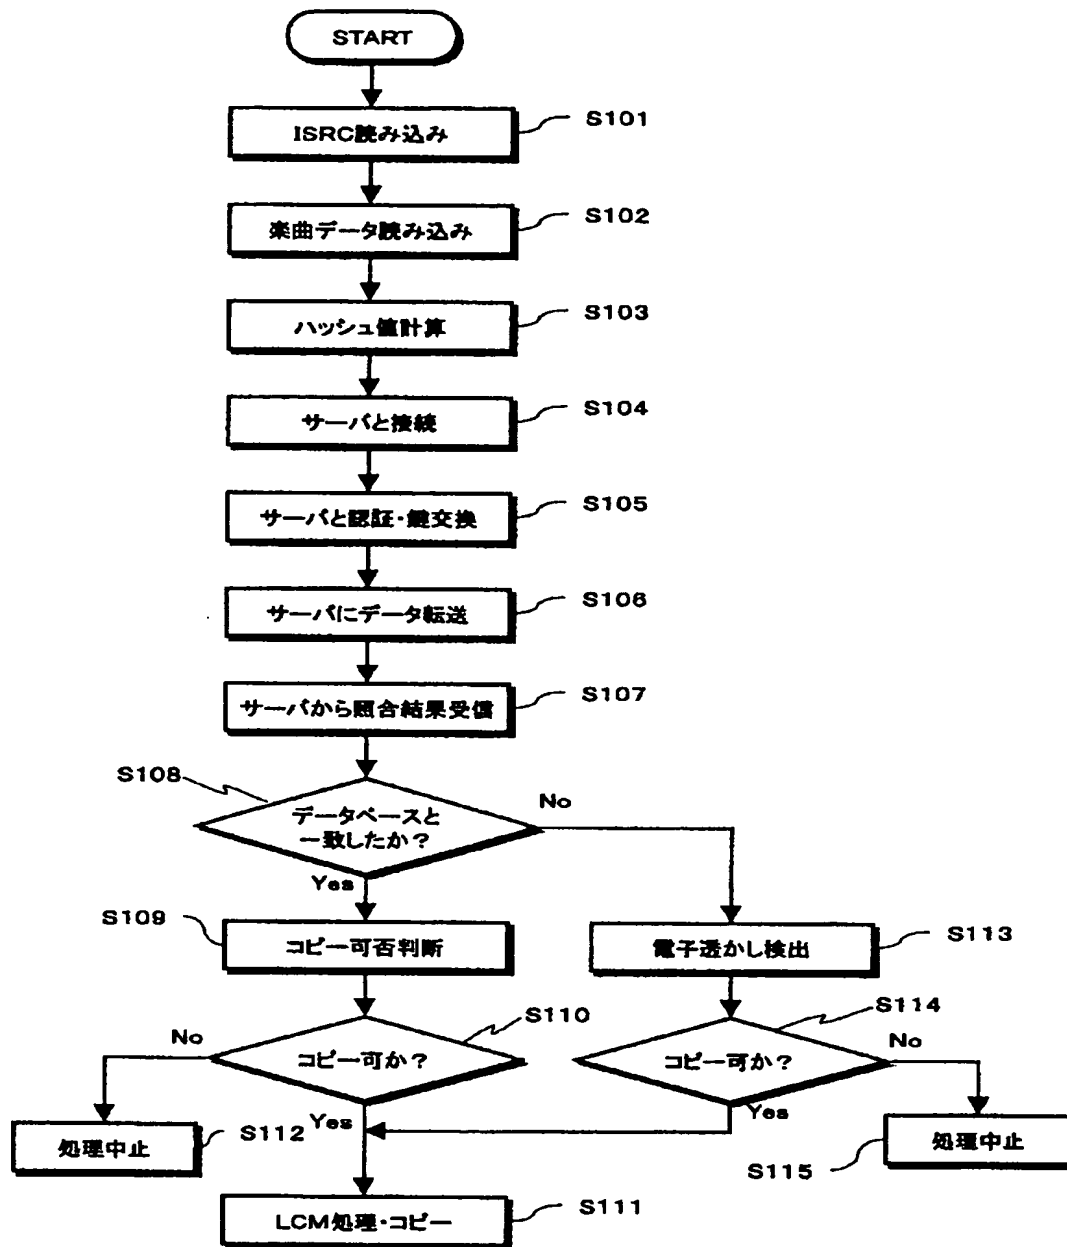 START
ISRC読み込み
S101
楽曲データ読み込み
S102
ハッシュ値計算
S103
サーバと接続
S104
サーバと認証・鍵交換
S105
サーバにデータ転送
S106
サーバから照合結果受信
S107
S108
データベースと
一致したか?
No
Yes
S109
コピー可否判断
電子透かし検出
S113
No
コピー可か?
S110
コピー可か?
S114
No
Yes
Yes
処理中止
S112
処理中止
S115
LCM処理・コピー
S111